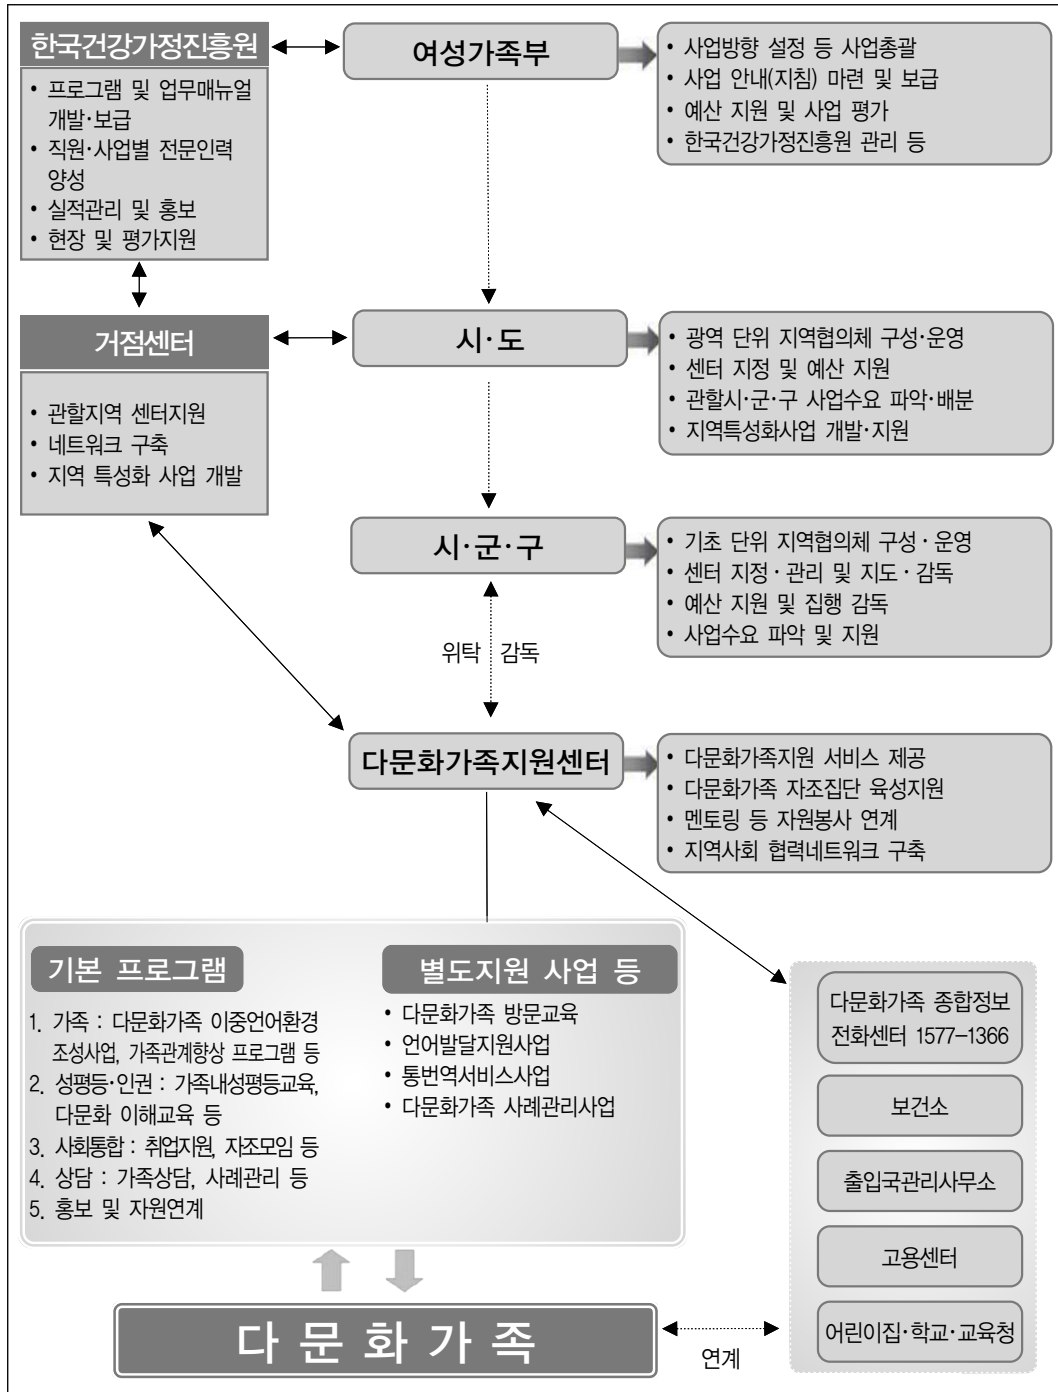 한국건강가정진흥원
• 프로그램 및 업무매뉴얼
개발·보급
• 직원·사업별 전문인력
양성
• 실적관리 및 홍보
• 현장 및 평가지원
여성가족부
• 사업방향 설정 등 사업총괄
• 사업 안내(지침) 마련 및 보급
• 예산 지원 및 사업 평가
• 한국건강가정진흥원 관리 등
거점센터
• 관할지역 센터지원
• 네트워크 구축
• 지역 특성화 사업 개발
시·도
• 광역 단위 지역협의체 구성·운영
• 센터 지정 및 예산 지원
• 관할시·군·구 사업수요 파악·배분
• 지역특성화사업 개발·지원
시·군·구
• 기초 단위 지역협의체 구성·운영
• 센터 지정·관리 및 지도·감독
• 예산 지원 및 집행 감독
• 사업수요 파악 및 지원
위탁 감독
다문화가족지원센터
• 다문화가족지원 서비스 제공
• 다문화가족 자조집단 육성지원
• 멘토링 등 자원봉사 연계
• 지역사회 협력네트워크 구축
기본 프로그램
1. 가족 : 다문화가족 이중언어환경
조성사업, 가족관계향상 프로그램 등
2. 성평등·인권 : 가족내성평등교육,
다문화 이해교육 등
3. 사회통합 : 취업지원, 자조모임 등
4. 상담 : 가족상담, 사례관리 등
5. 홍보 및 자원연계
별도지원 사업 등
• 다문화가족 방문교육
• 언어발달지원사업
• 통번역서비스사업
• 다문화가족 사례관리사업
다문화가족 종합정보
전화센터 1577-1366
보건소
출입국관리사무소
고용센터
어린이집·학교·교육청
다문화가족
연계